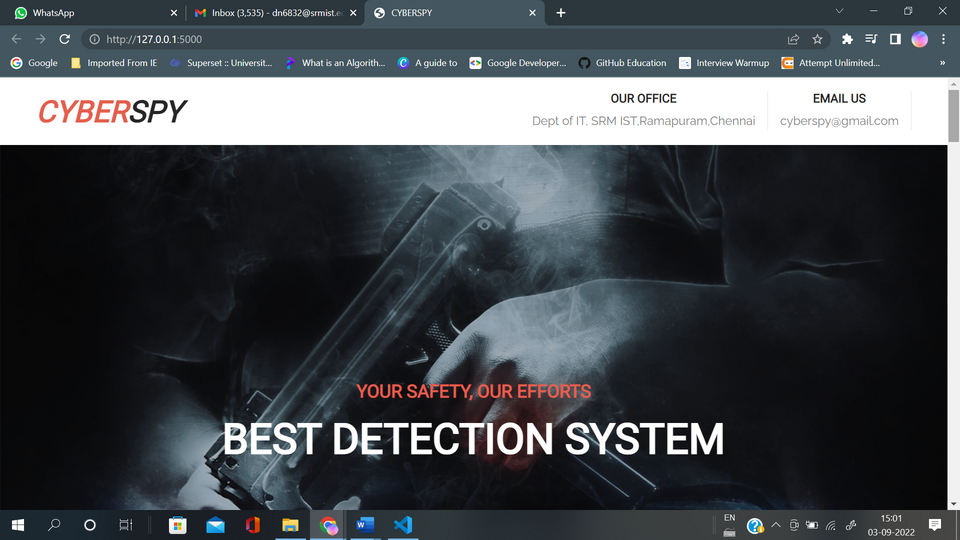 WhatsApp
Inbox (3,535) - dn6832@srmist.e
CYBERSPY
http://127.0.0.1:5000
Google
Imported From IE
Superset :: Universit...
What is an Algorith...
A guide to
Google Developer...
GitHub Education
Interview Warmup
Attempt Unlimited...
»
CYBERSPY
OUR OFFICE
Dept of IT, SRM IST,Ramapuram,Chennai
EMAIL US
cyberspy@gmail.com
YOUR SAFETY, OUR EFFORTS
BEST DETECTION SYSTEM
EN
15:01
03-09-2022